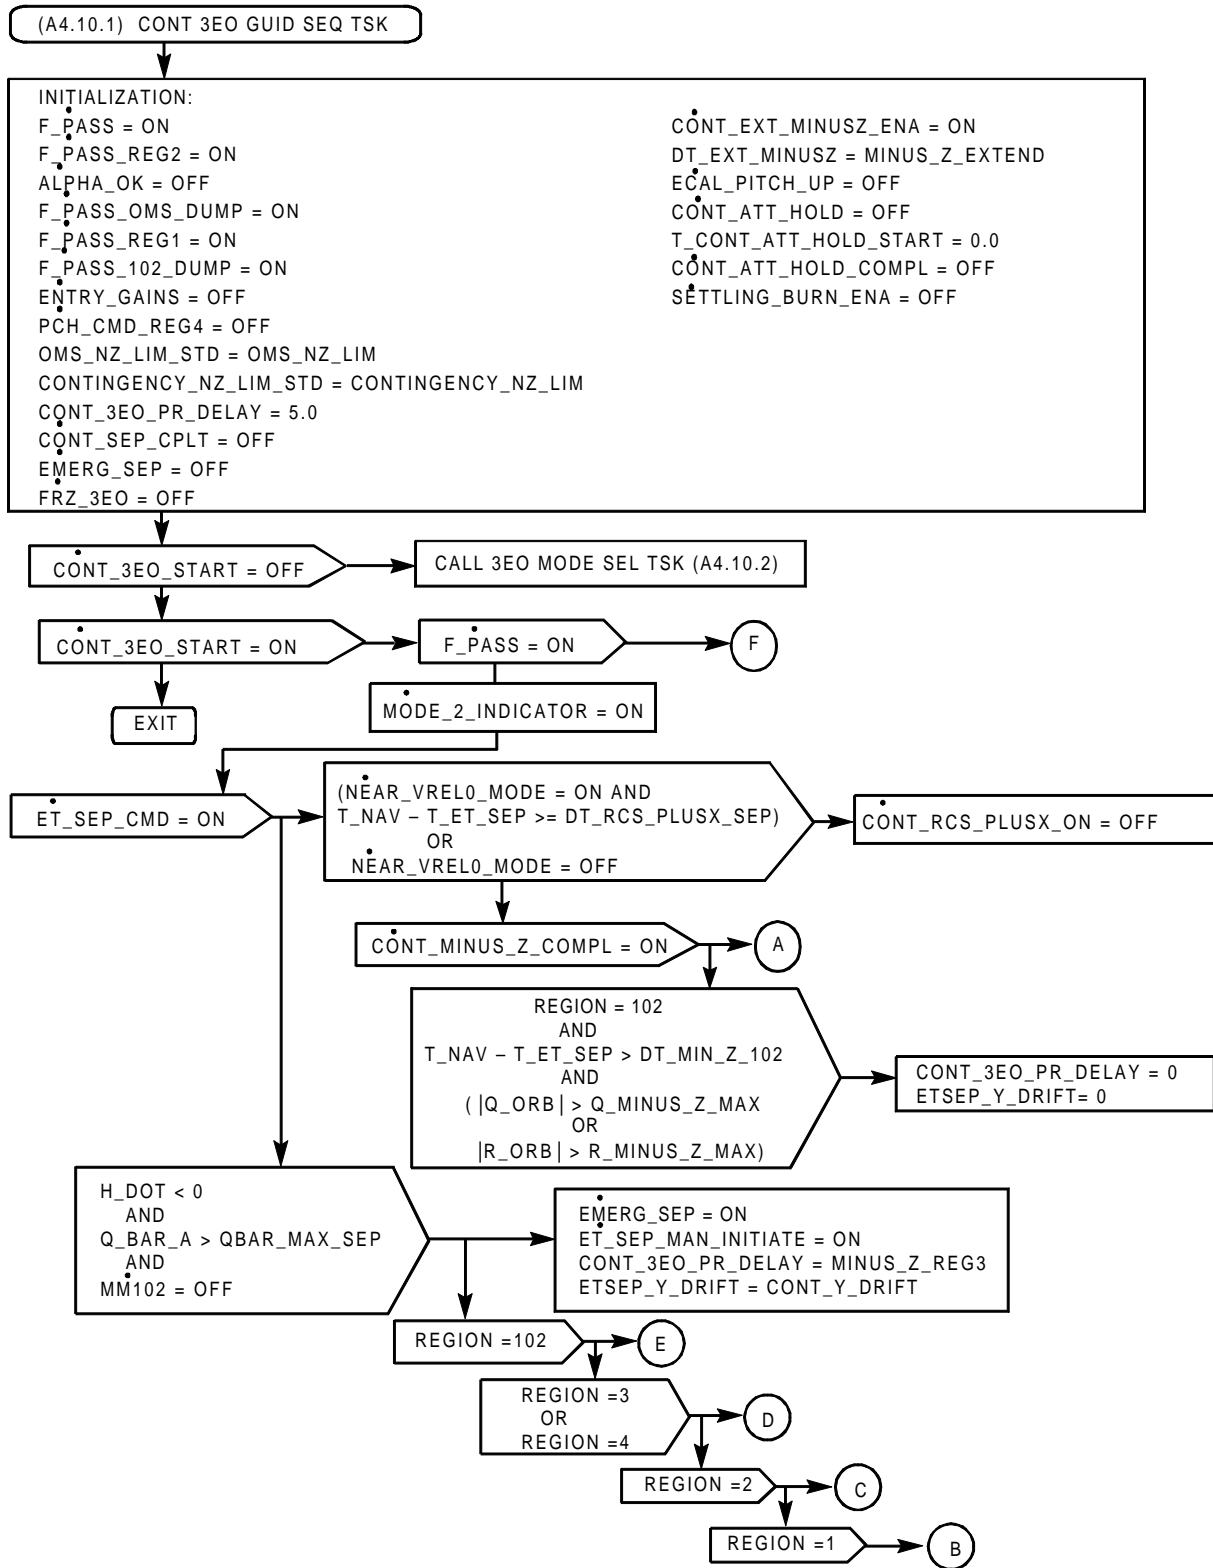 (A4.10.1) CONT 3EO GUID SEQ TSK
INITIALIZATION:
F_PASS = ON
F_PASS_REG2 = ON
ALPHA_OK = OFF
F_PASS_OMS_DUMP = ON
F_PASS_REG1 = ON
F_PASS_102_DUMP = ON
ENTRY_GAINS = OFF
PCH_CMD_REG4 = OFF
OMS_NZ_LIM_STD = OMS_NZ_LIM
CONTINGENCY_NZ_LIM_STD = CONTINGENCY_NZ_LIM
CONT_3EO_PR_DELAY = 5.0
CONT_SEP_CPLT = OFF
EMERG_SEP = OFF
FRZ_3EO = OFF
CONT_EXT_MINUSZ_ENA = ON
DT_EXT_MINUSZ = MINUS_Z_EXTEND
ECAL_PITCH_UP = OFF
CONT_ATT_HOLD = OFF
T_CONT_ATT_HOLD_START = 0.0
CONT_ATT_HOLD_COMPL = OFF
SETTLING_BURN_ENA = OFF
CONT_3EO_START = OFF
CALL 3EO MODE SEL TSK (A4.10.2)
CONT_3EO_START = ON
F_PASS = ON
F
EXIT
MODE_2_INDICATOR = ON
ET_SEP_CMD = ON
(NEAR_VREL0_MODE = ON AND
T_NAV – T_ET_SEP >= DT_RCS_PLUSX_SEP)
OR
NEAR_VREL0_MODE = OFF
CONT_RCS_PLUSX_ON = OFF
CONT_MINUS_Z_COMPL = ON
A
REGION = 102
AND
T_NAV – T_ET_SEP > DT_MIN_Z_102
AND
( |Q_ORB| > Q_MINUS_Z_MAX
OR
|R_ORB| > R_MINUS_Z_MAX)
CONT_3EO_PR_DELAY = 0
ETSEP_Y_DRIFT= 0
H_DOT < 0
AND
Q_BAR_A > QBAR_MAX_SEP
AND
MM102 = OFF
EMERG_SEP = ON
ET_SEP_MAN_INITIATE = ON
CONT_3EO_PR_DELAY = MINUS_Z_REG3
ETSEP_Y_DRIFT = CONT_Y_DRIFT
REGION =102
E
REGION =3
OR
REGION =4
D
REGION =2
C
REGION =1
B